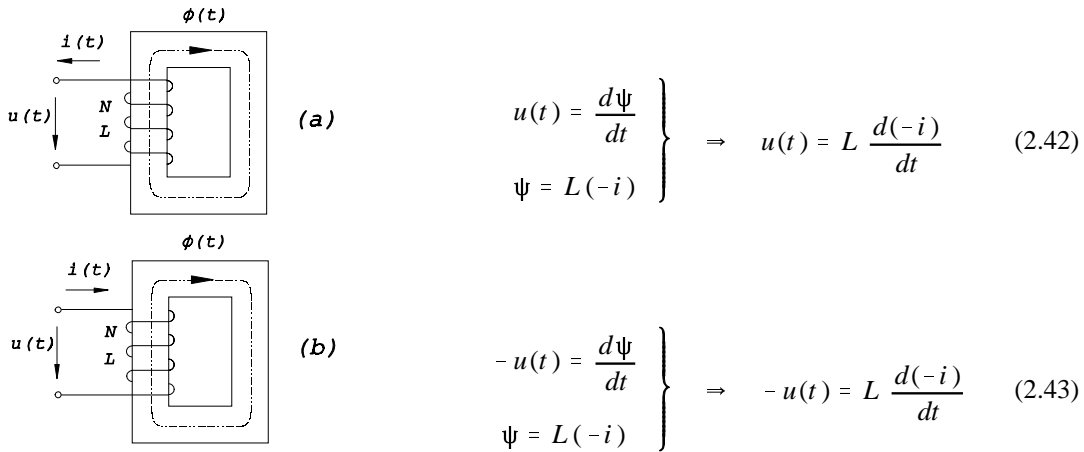 ϕ(t)
i(t)
u(t)
N
L
(a)
u(t) = dψ/dt
ψ = L(-i)
⇒ u(t) = L d(-i)/dt (2.42)
ϕ(t)
i(t)
u(t)
N
L
(b)
-u(t) = dψ/dt
ψ = L(-i)
⇒ -u(t) = L d(-i)/dt (2.43)